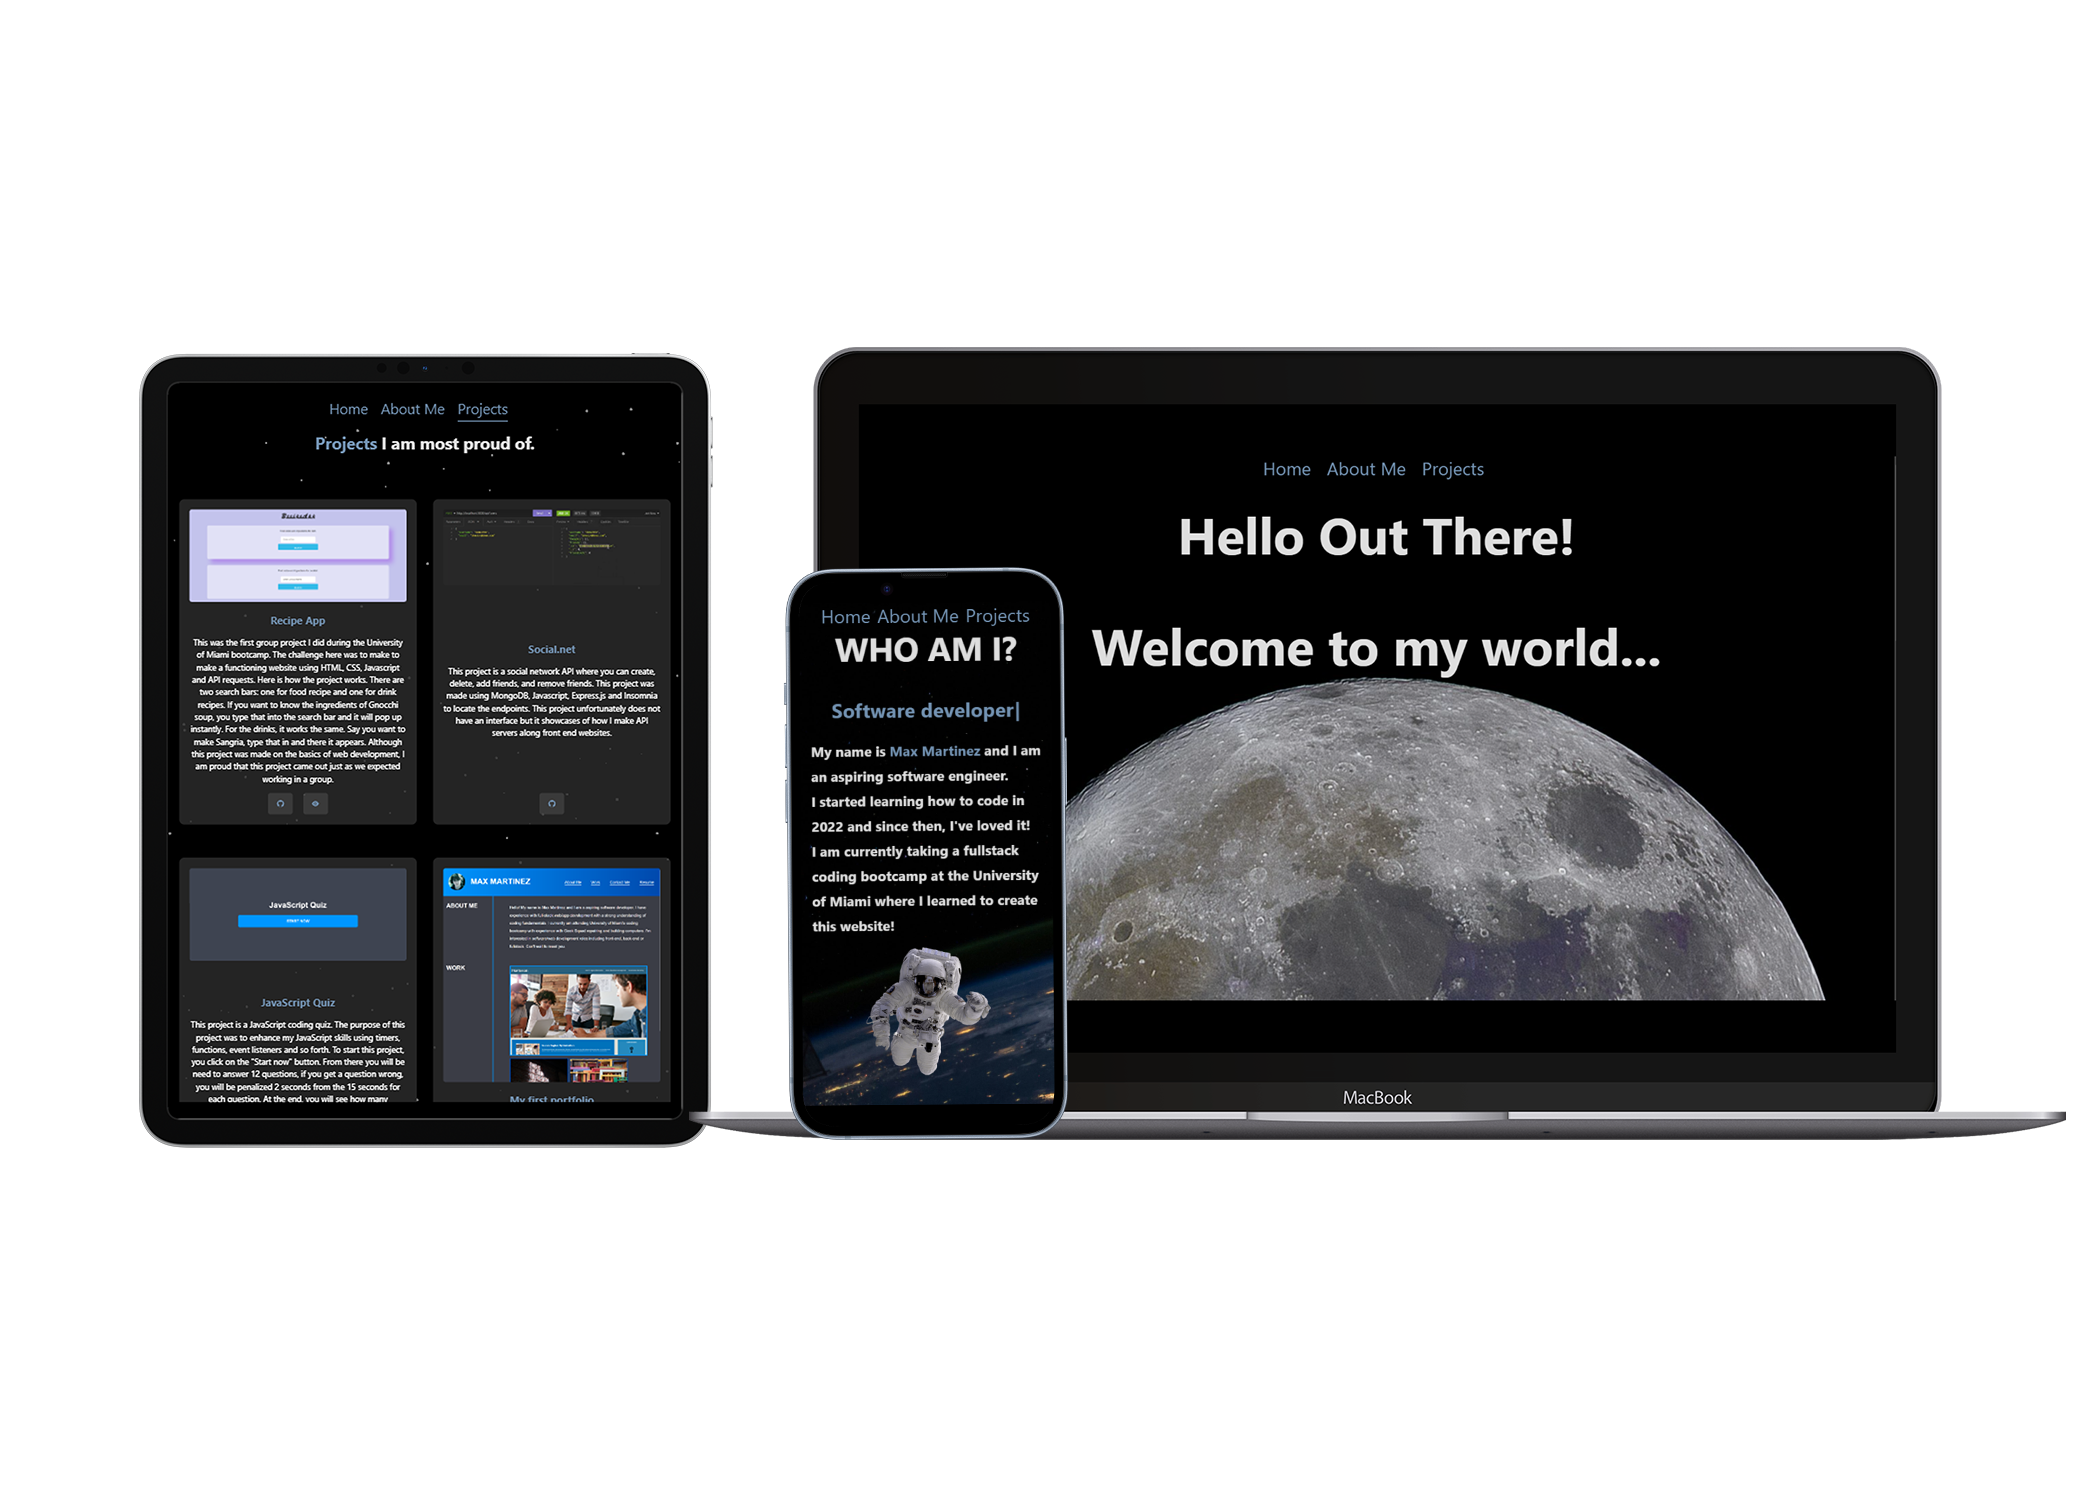 Home About Me Projects
Projects I am most proud of.
Recipe App
This was the first group project I did during the University
of Miami bootcamp. The challenge here was to make to
make a functioning website using HTML, CSS, Javascript
and API requests. Here is how the project works. There are
two search bars: one for food recipe and one for drink
recipes. If you want to know the ingredients of Gnocchi
soup, you type that into the search bar and it will pop up
instantly. For the drinks, it works the same. Say you want to
make Sangria, type that in and there it appears. Although
this project was made on the basics of web development, I
am proud that this project came out just as we expected
working in a group.
Social.net
This project is a social network API where you can create,
delete, add friends, and remove friends. This project was
made using MongoDB, Javascript, Express.js and Insomnia
to locate the endpoints. This project unfortunately does not
have an interface but it showcases of how I make API
servers along front end websites.
JavaScript Quiz
START NOW
JavaScript Quiz
This project is a JavaScript coding quiz. The purpose of this
project was to enhance my JavaScript skills using timers,
functions, event listeners and so forth. To start this project,
you click on the "Start now" button. From there you will be
need to answer 12 questions, if you get a question wrong,
you will be penalized 2 seconds from the 15 seconds for
each question. At the end, you will see how many
MAX MARTINEZ
About Me Work Contact Me Resume
ABOUT ME
WORK
My first portfolio
Home About Me Projects
WHO AM I?
Software developer|
My name is Max Martinez and I am
an aspiring software engineer.
I started learning how to code in
2022 and since then, I've loved it!
I am currently taking a fullstack
coding bootcamp at the University
of Miami where I learned to create
this website!
Home About Me Projects
Hello Out There!
Welcome to my world...
MacBook